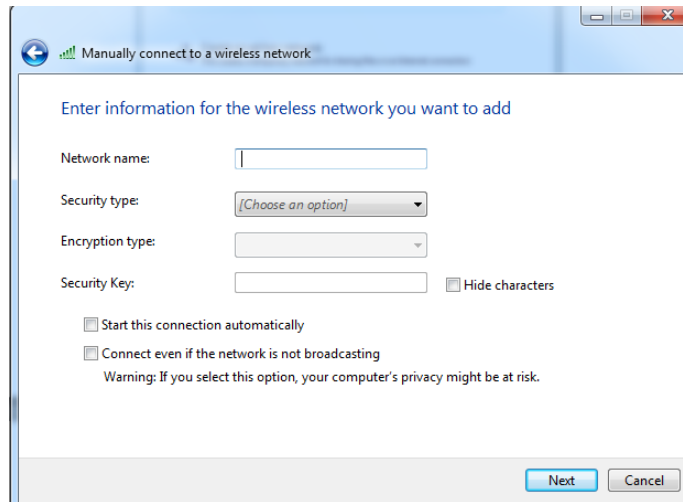 Manually connect to a wireless network
Enter information for the wireless network you want to add
Network name:
Security type:
[Choose an option]
Encryption type:
Security Key:
Hide characters
Start this connection automatically
Connect even if the network is not broadcasting
Warning: If you select this option, your computer's privacy might be at risk.
Next
Cancel